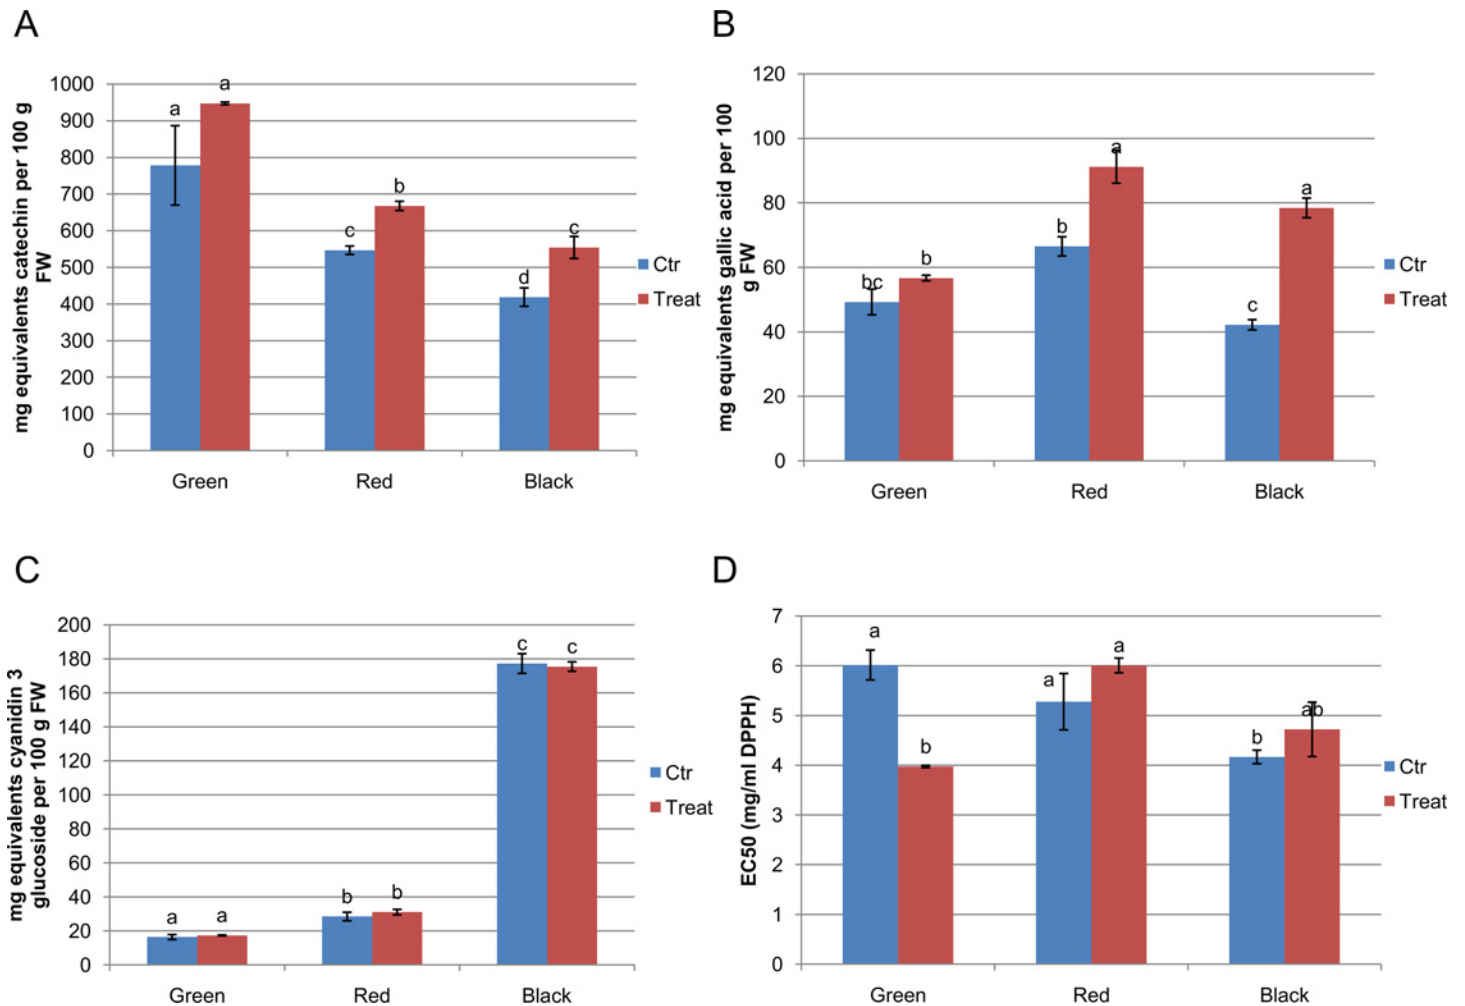 A
mg equivalents catechin per 100 g
FW
1000
900
800
700
600
500
400
300
200
100
0
a
a
c
b
d
c
Green
Red
Black
Ctr
Treat
B
mg equivalents gallic acid per 100
g FW
120
100
80
60
40
20
0
bc
b
b
a
c
a
Green
Red
Black
Ctr
Treat
C
mg equivalents cyanidin 3
glucoside per 100 g FW
200
180
160
140
120
100
80
60
40
20
0
a
a
b
b
c
c
Green
Red
Black
Ctr
Treat
D
EC50 (mg/ml DPPH)
7
6
5
4
3
2
1
0
a
b
a
a
b
ab
Green
Red
Black
Ctr
Treat